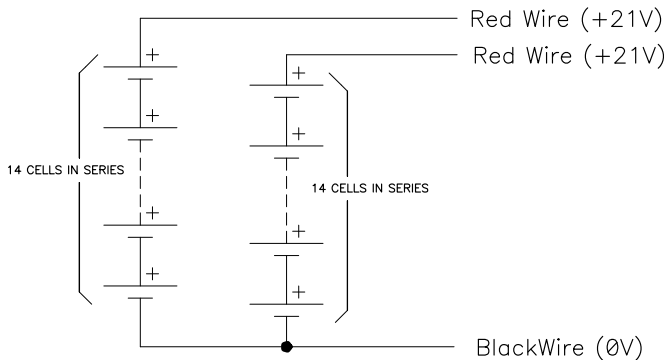 Red Wire (+21V)
Red Wire (+21V)
+
+
+
+
14 CELLS IN SERIES
14 CELLS IN SERIES
+
+
+
+
BlackWire (0V)